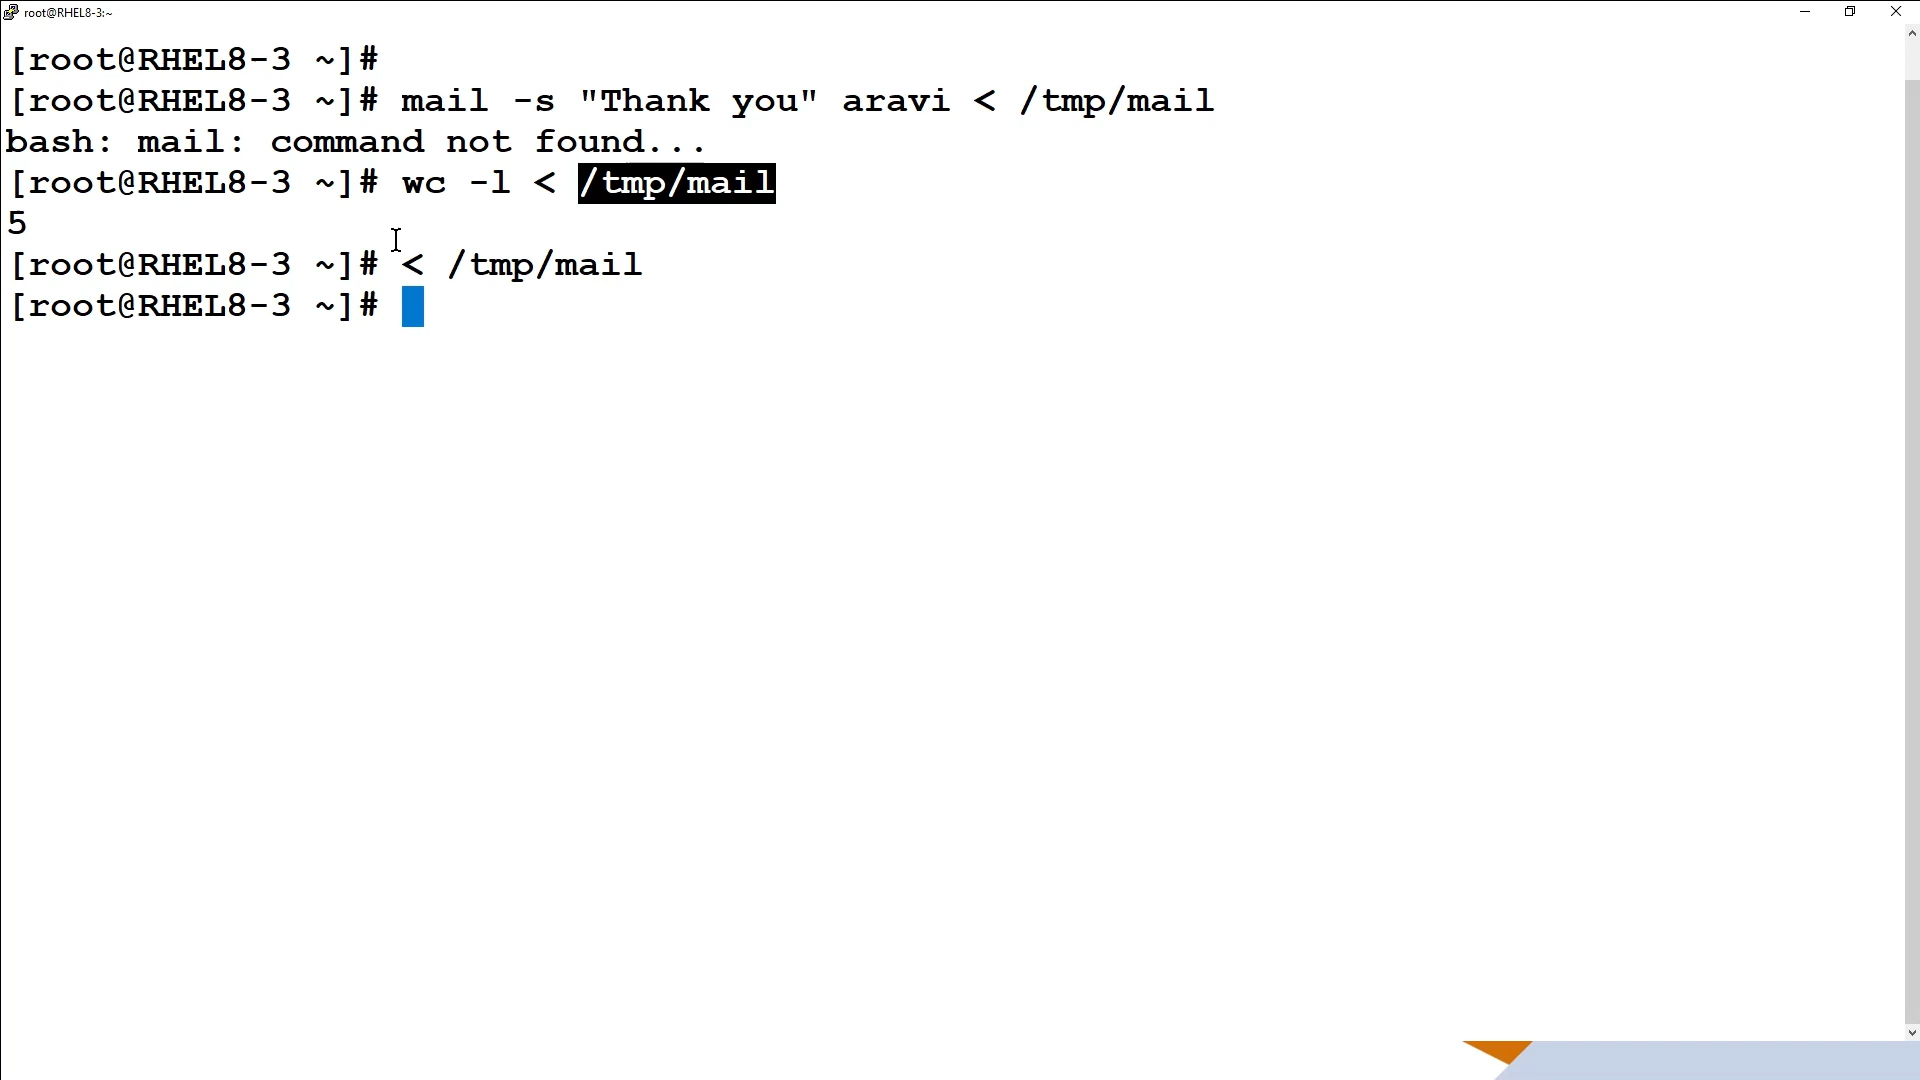 root@RHEL8-3:~
[root@RHEL8-3 ~]#
[root@RHEL8-3 ~]# mail -s "Thank you" aravi < /tmp/mail
bash: mail: command not found...
[root@RHEL8-3 ~]# wc -l < /tmp/mail
5
[root@RHEL8-3 ~]# < /tmp/mail
[root@RHEL8-3 ~]#